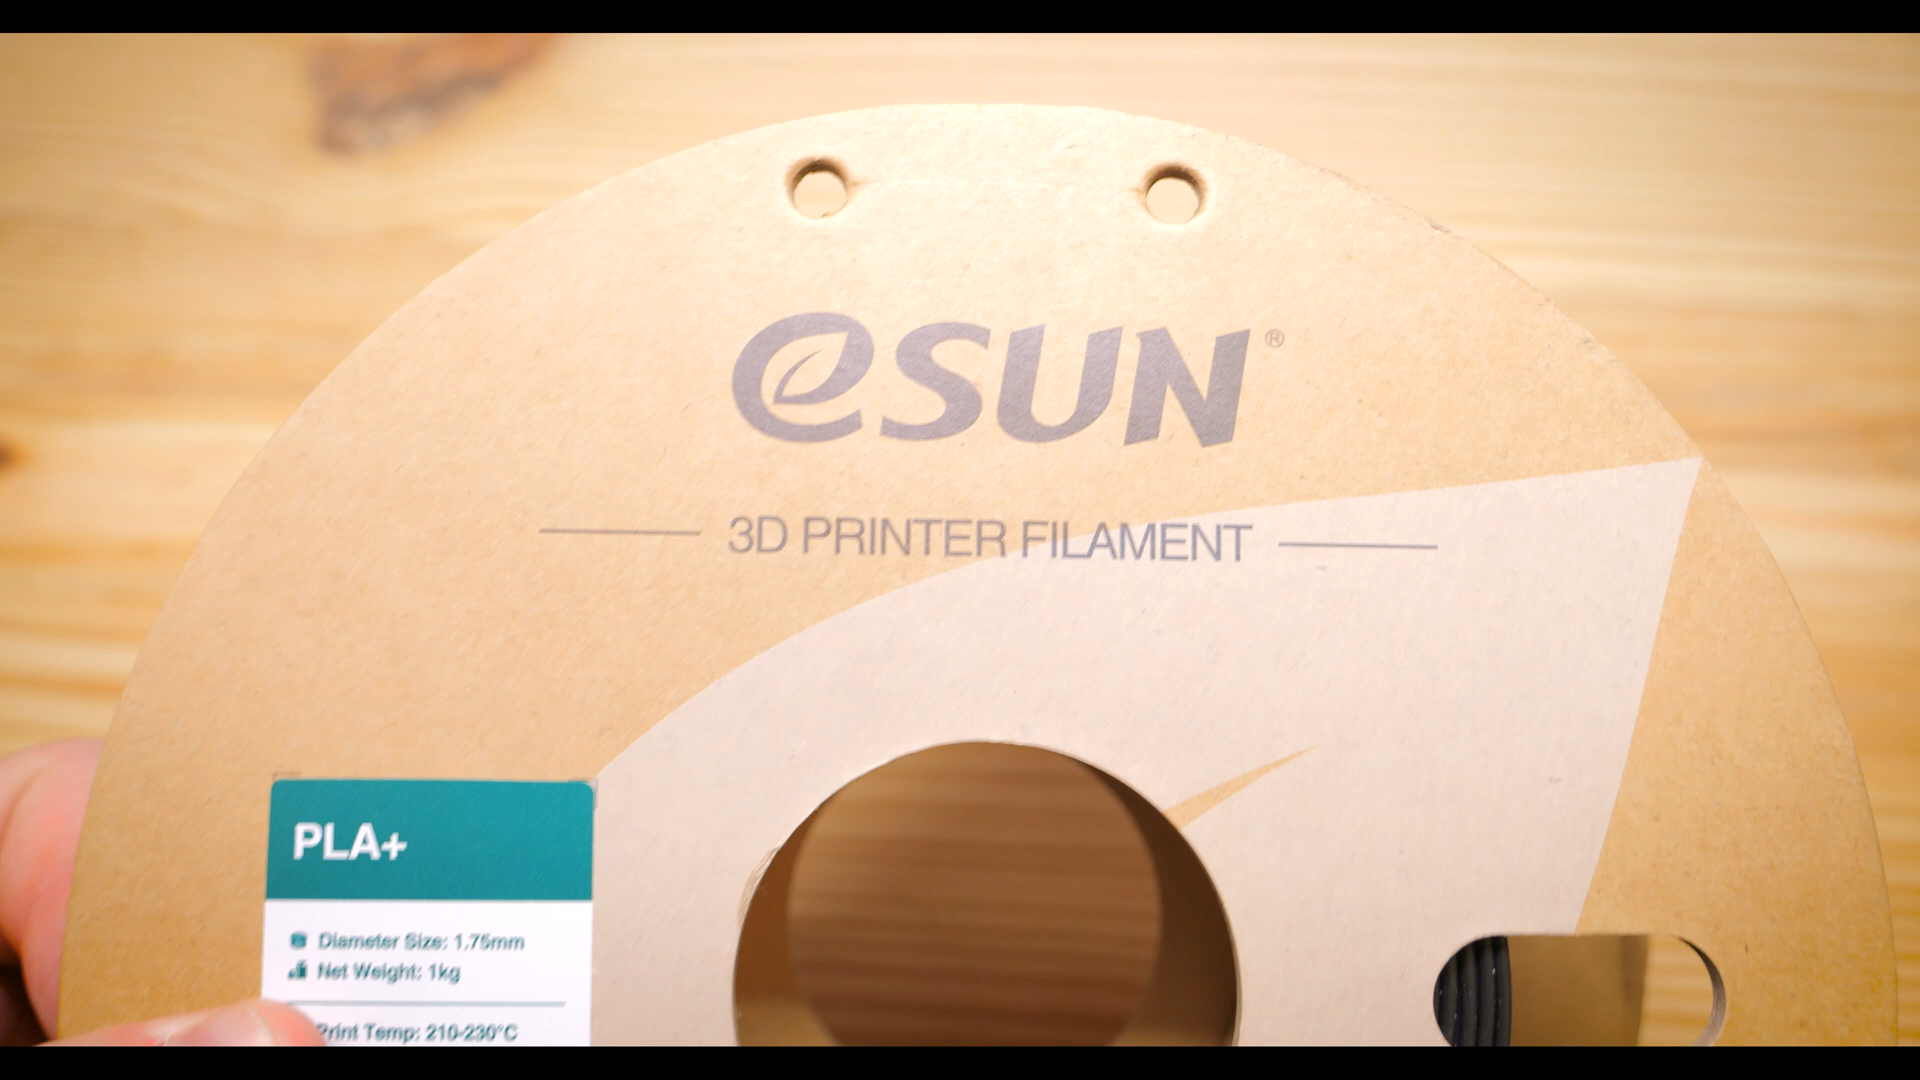 eSUN®
3D PRINTER FILAMENT
PLA+
Diameter Size: 1.75mm
Net Weight: 1kg
Print Temp: 210-230°C